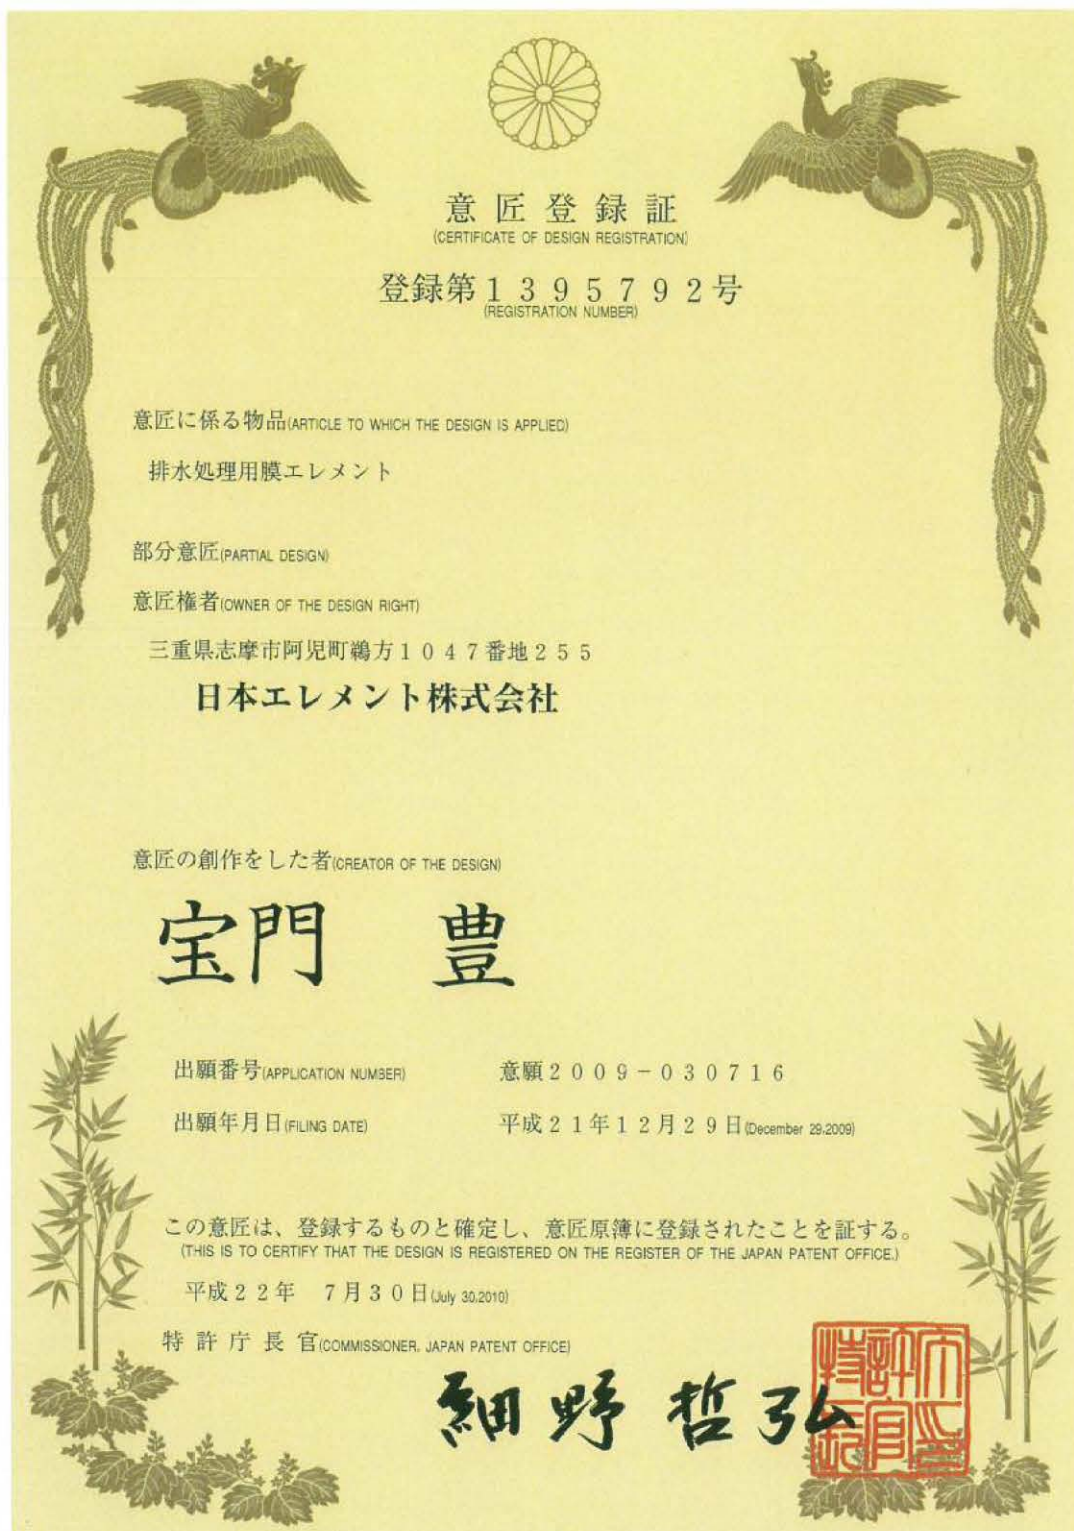 意匠登録証
(CERTIFICATE OF DESIGN REGISTRATION)
登録第1395792号
(REGISTRATION NUMBER)
意匠に係る物品(ARTICLE TO WHICH THE DESIGN IS APPLIED)
排水処理用膜エレメント
部分意匠(PARTIAL DESIGN)
意匠権者(OWNER OF THE DESIGN RIGHT)
三重県志摩市阿児町鵜方1047番地255
日本エレメント株式会社
意匠の創作をした者(CREATOR OF THE DESIGN)
宝門 豊
出願番号(APPLICATION NUMBER) 意願2009-030716
出願年月日(FILING DATE) 平成21年12月29日(December 29,2009)
この意匠は、登録するものと確定し、意匠原簿に登録されたことを証する。
(THIS IS TO CERTIFY THAT THE DESIGN IS REGISTERED ON THE REGISTER OF THE JAPAN PATENT OFFICE.)
平成22年 7月30日(July 30,2010)
特許庁長官(COMMISSIONER, JAPAN PATENT OFFICE)
細野哲弘